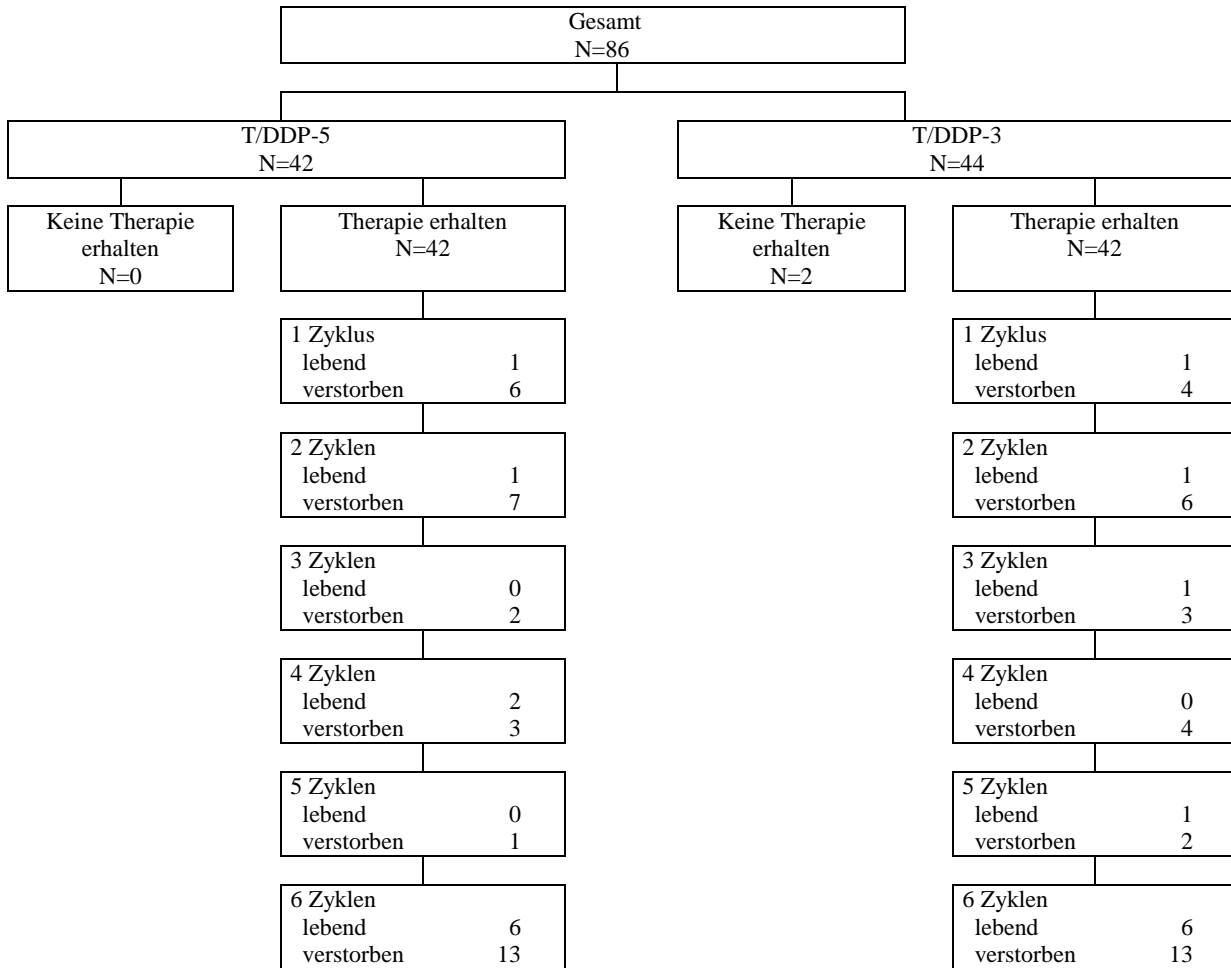 Gesamt
N=86
T/DDP-5
N=42
T/DDP-3
N=44
Keine Therapie
erhalten
N=0
Therapie erhalten
N=42
Keine Therapie
erhalten
N=2
Therapie erhalten
N=42
1 Zyklus
lebend 1
verstorben 6
1 Zyklus
lebend 1
verstorben 4
2 Zyklen
lebend 1
verstorben 7
2 Zyklen
lebend 1
verstorben 6
3 Zyklen
lebend 0
verstorben 2
3 Zyklen
lebend 1
verstorben 3
4 Zyklen
lebend 2
verstorben 3
4 Zyklen
lebend 0
verstorben 4
5 Zyklen
lebend 0
verstorben 1
5 Zyklen
lebend 1
verstorben 2
6 Zyklen
lebend 6
verstorben 13
6 Zyklen
lebend 6
verstorben 13